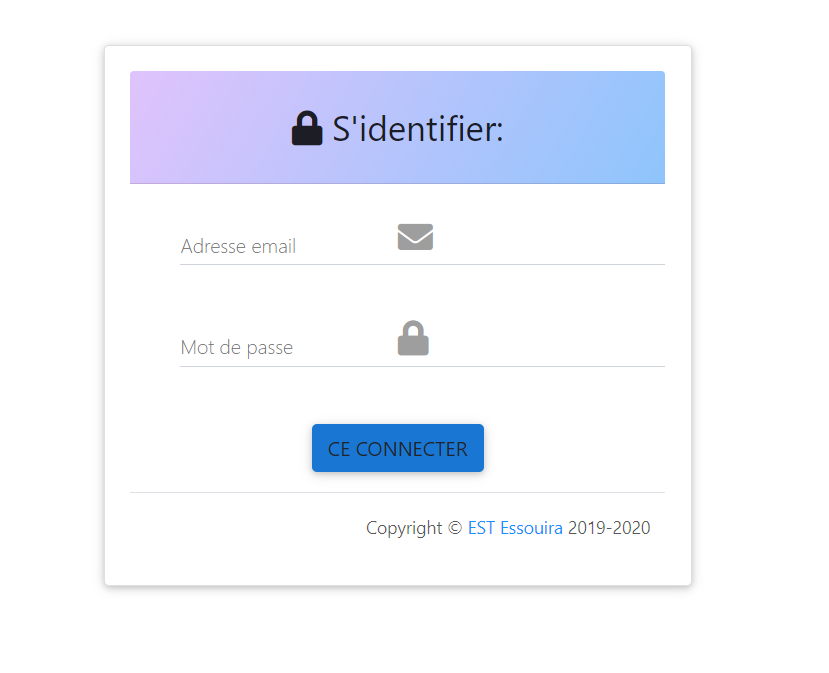 S'identifier:
Adresse email
Mot de passe
CE CONNECTER
Copyright © EST Essouira 2019-2020